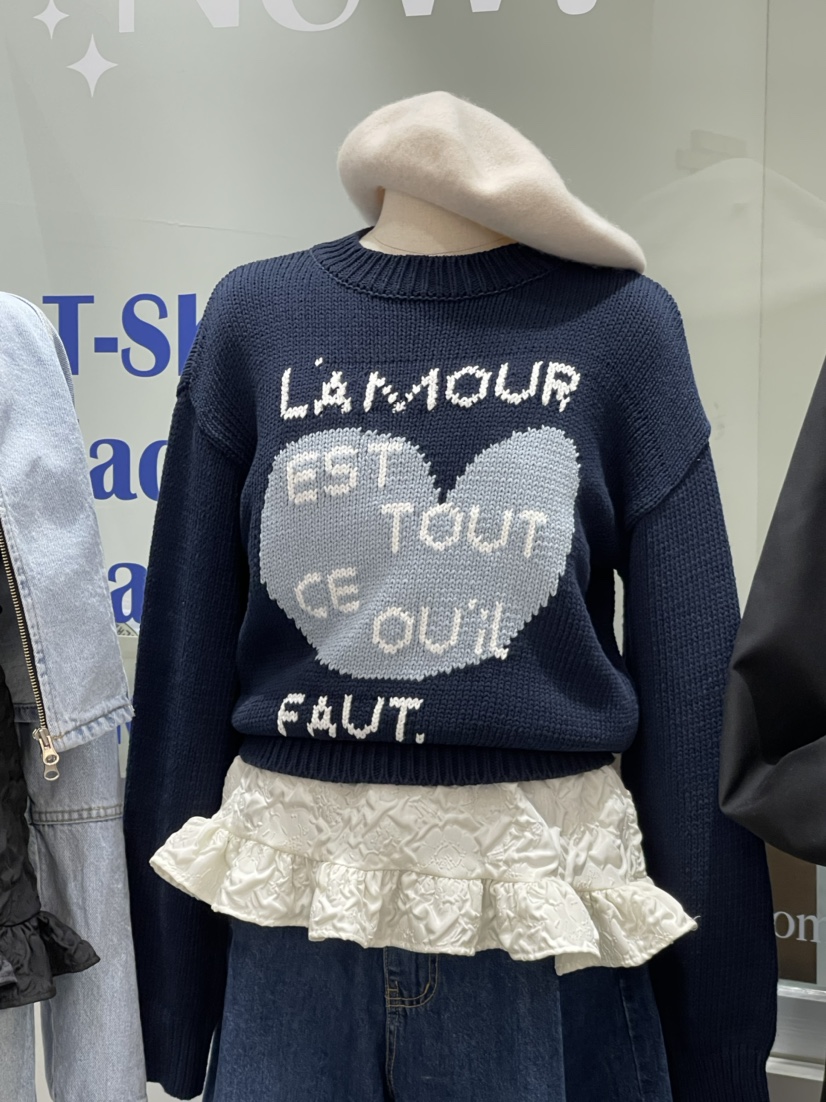 NOW!
T-Sh
L'AMOUR
EST
TOUT
CE
QU'iL
FAUT.